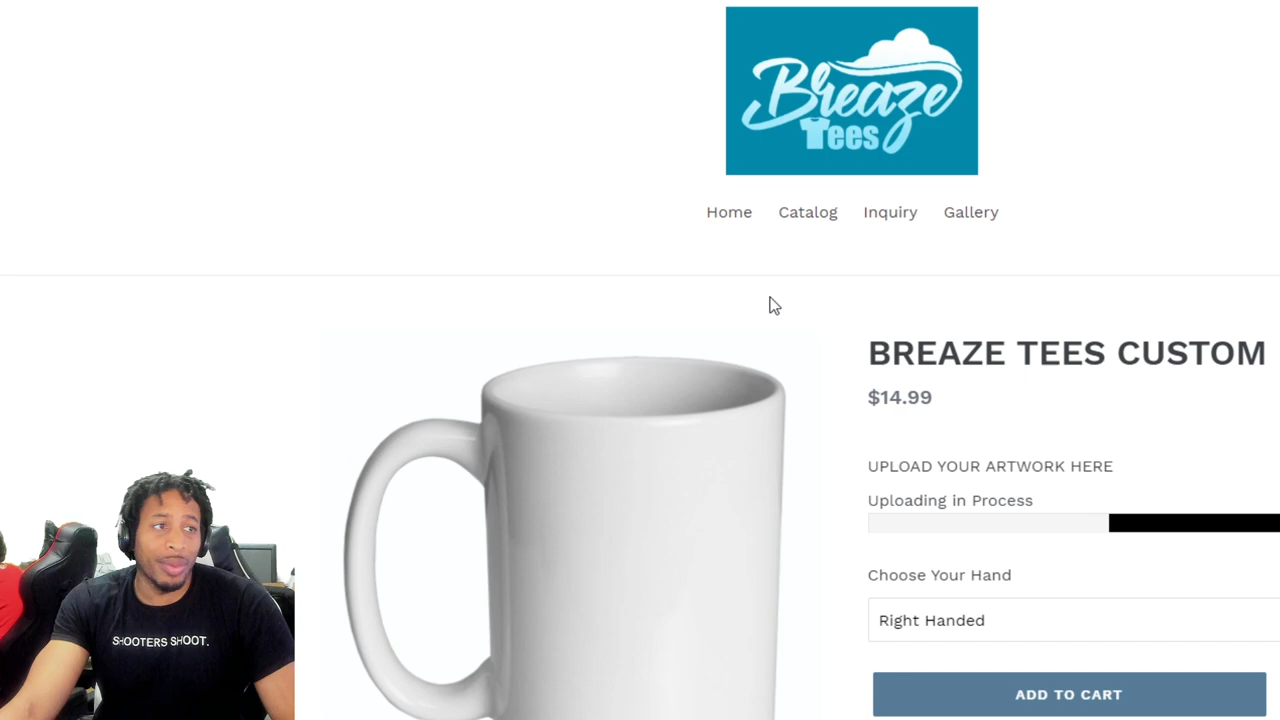 Breaze
Tees
Home Catalog Inquiry Gallery
BREAZE TEES CUSTOM
$14.99
UPLOAD YOUR ARTWORK HERE
Uploading in Process
Choose Your Hand
Right Handed
ADD TO CART
SHOOTERS SHOOT.